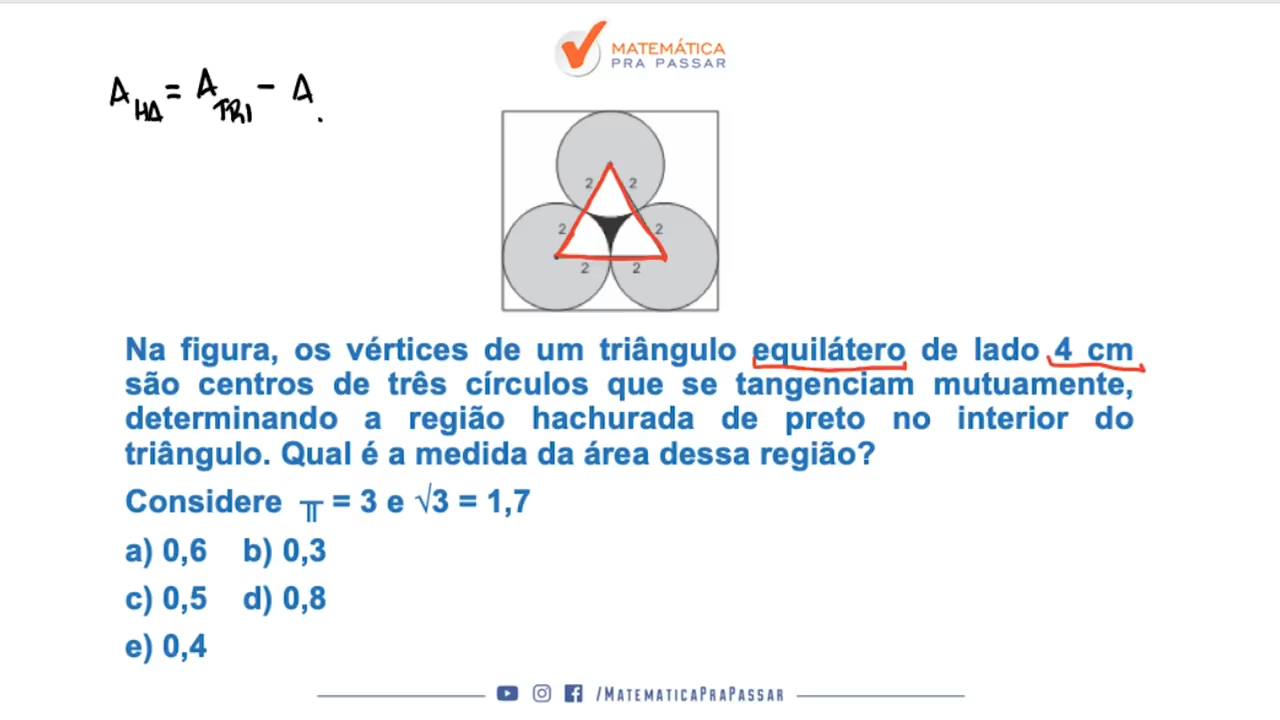 MATEMÁTICA
PRA PASSAR
A HA = A TRI - A .
2 2
2 2
2 2
Na figura, os vértices de um triângulo equilátero de lado 4 cm
são centros de três círculos que se tangenciam mutuamente,
determinando a região hachurada de preto no interior do
triângulo. Qual é a medida da área dessa região?
Considere π = 3 e √3 = 1,7
a) 0,6 b) 0,3
c) 0,5 d) 0,8
e) 0,4
/MatematicaPraPassar